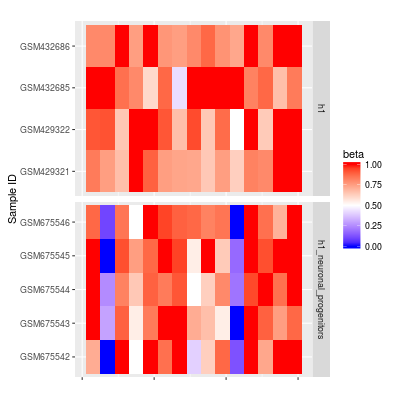 GSM432686
GSM432685
GSM429322
GSM429321
h1
GSM675546
GSM675545
GSM675544
GSM675543
GSM675542
h1_neuronal_progenitors
Sample ID
beta
1.00
0.75
0.50
0.25
0.00